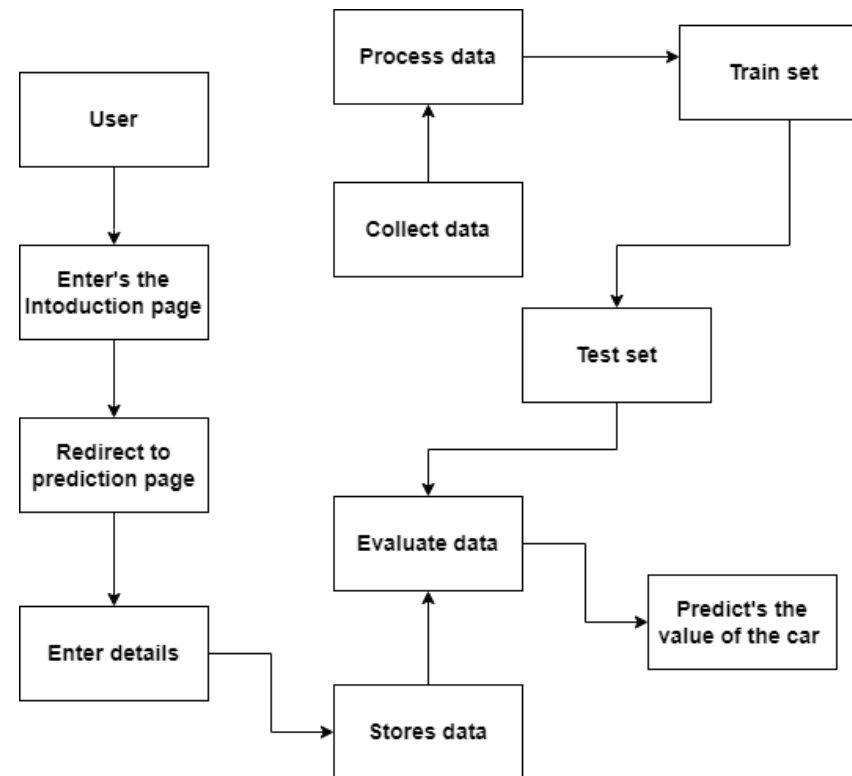 Process data
Train set
User
Collect data
Enter's the
Intoduction page
Test set
Redirect to
prediction page
Evaluate data
Predict's the
value of the car
Enter details
Stores data